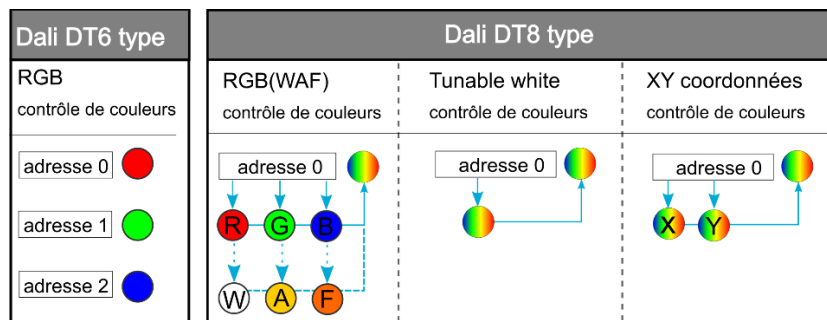 Dali DT6 type
RGB
contrôle de couleurs
adresse 0
adresse 1
adresse 2
Dali DT8 type
RGB(WAF)
contrôle de couleurs
adresse 0
R G B
W A F
Tunable white
contrôle de couleurs
adresse 0
XY coordonnées
contrôle de couleurs
adresse 0
X Y